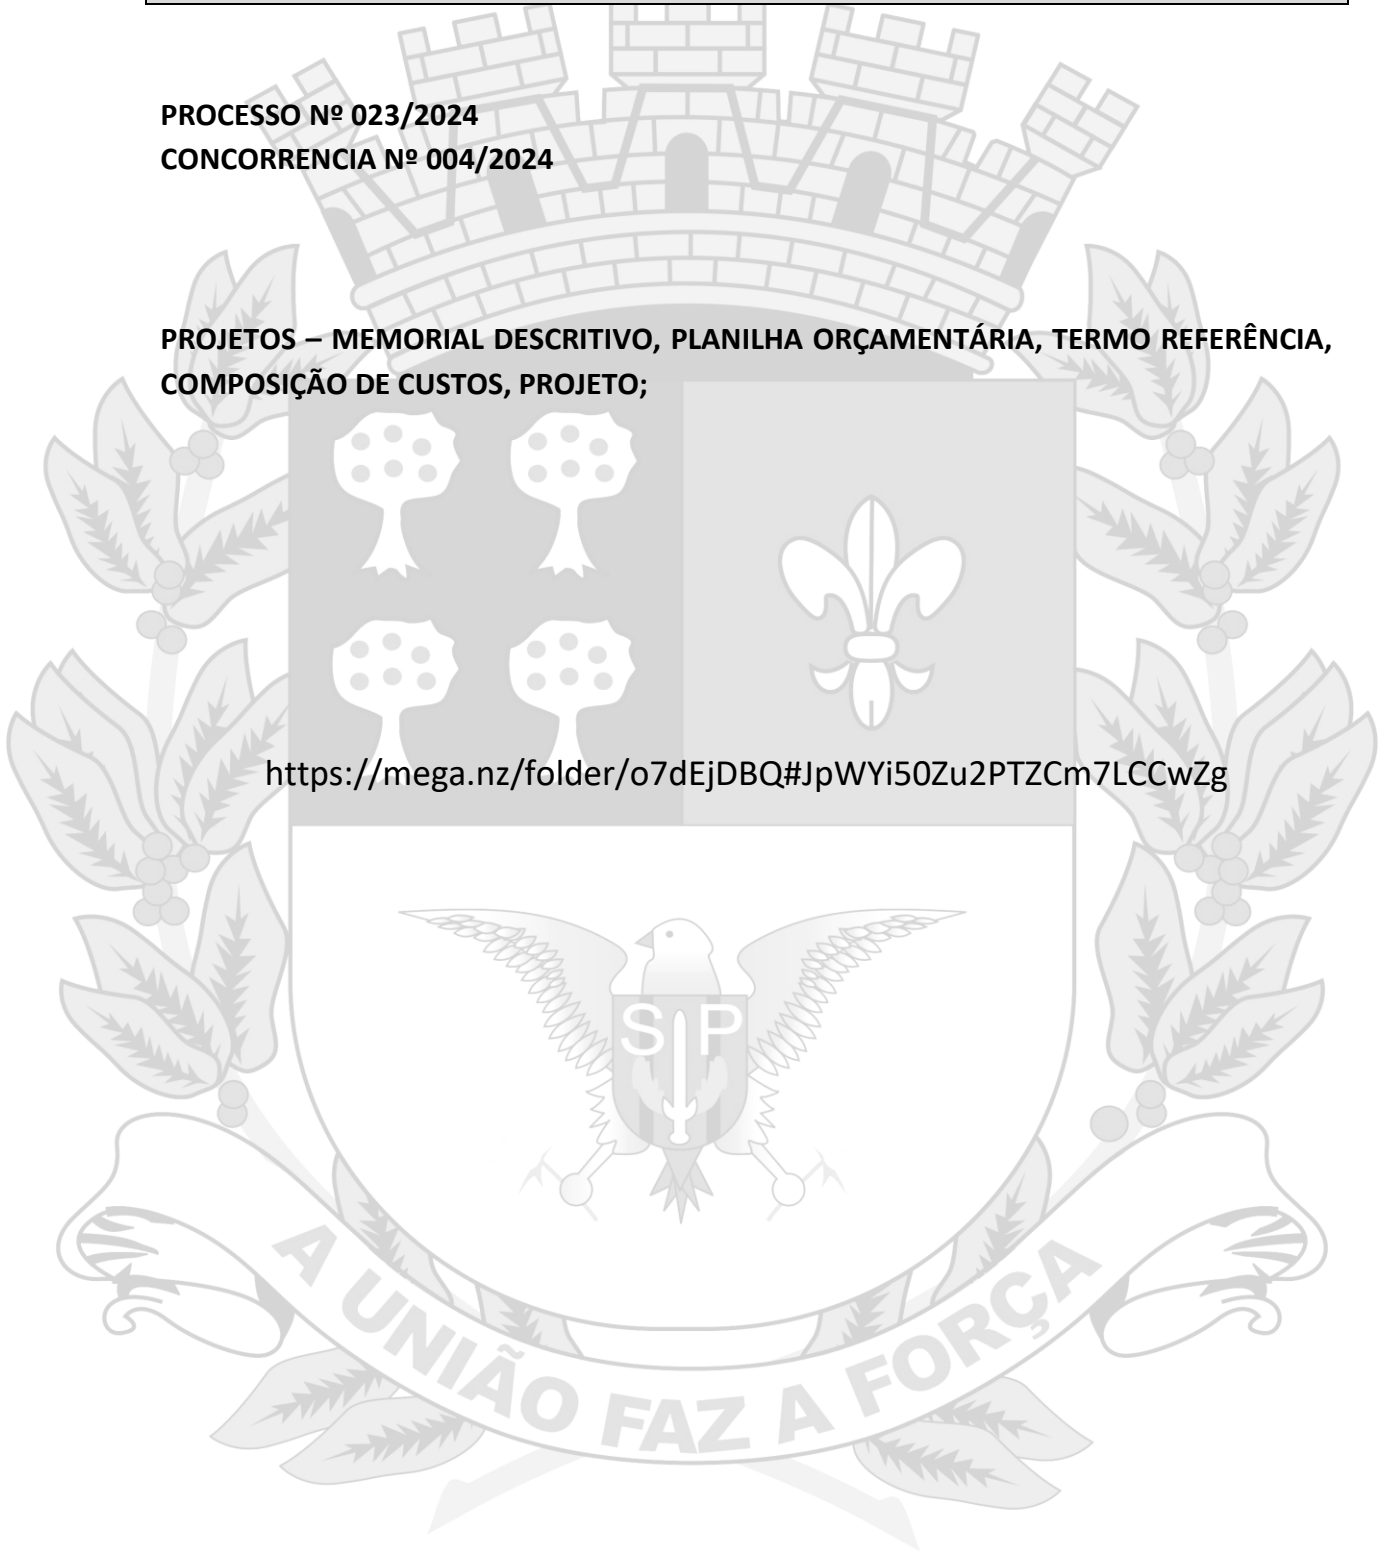 PROCESSO Nº 023/2024
CONCORRENCIA Nº 004/2024
PROJETOS – MEMORIAL DESCRITIVO, PLANILHA ORÇAMENTÁRIA, TERMO REFERÊNCIA,
COMPOSIÇÃO DE CUSTOS, PROJETO;
https://mega.nz/folder/o7dEjDBQ#JpWYi50Zu2PTZCm7LCCwZg
SP
A UNIÃO FAZ A FORÇA